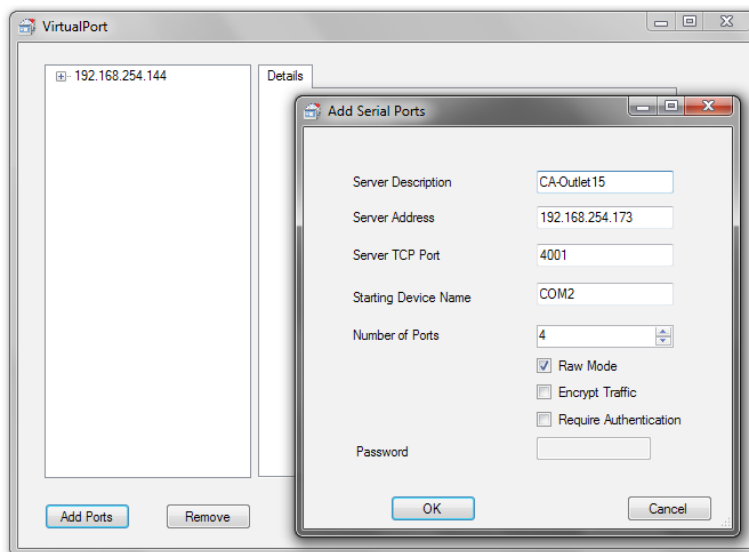 VirtualPort
192.168.254.144
Details
Add Serial Ports
Server Description CA-Outlet15
Server Address 192.168.254.173
Server TCP Port 4001
Starting Device Name COM2
Number of Ports 4
Raw Mode
Encrypt Traffic
Require Authentication
Password
OK Cancel
Add Ports Remove